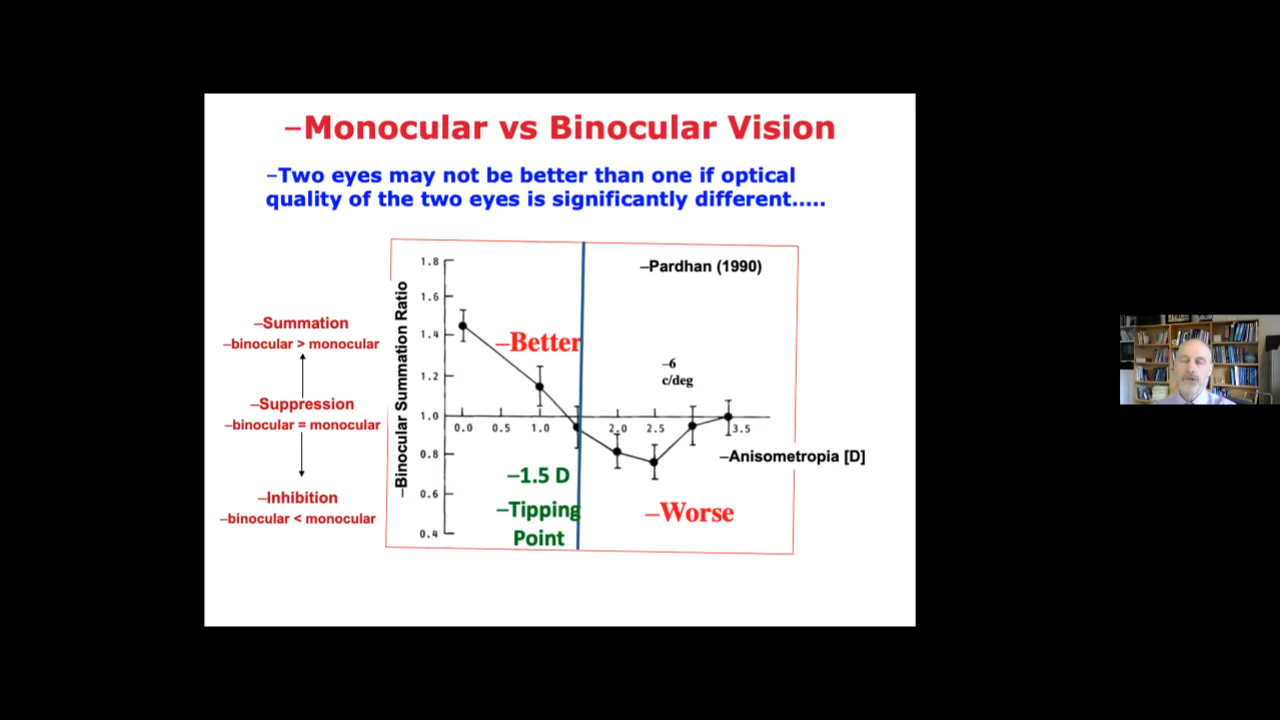 –Monocular vs Binocular Vision
–Two eyes may not be better than one if optical
quality of the two eyes is significantly different.....
–Pardhan (1990)
–Binocular Summation Ratio
1.8
1.6
1.4
1.2
1.0
0.8
0.6
0.4
–Better
–6
c/deg
0.0 0.5 1.0 2.0 2.5 3.5
–Anisometropia [D]
–1.5 D
–Tipping
Point
–Worse
–Summation
–binocular > monocular
–Suppression
–binocular = monocular
–Inhibition
–binocular < monocular